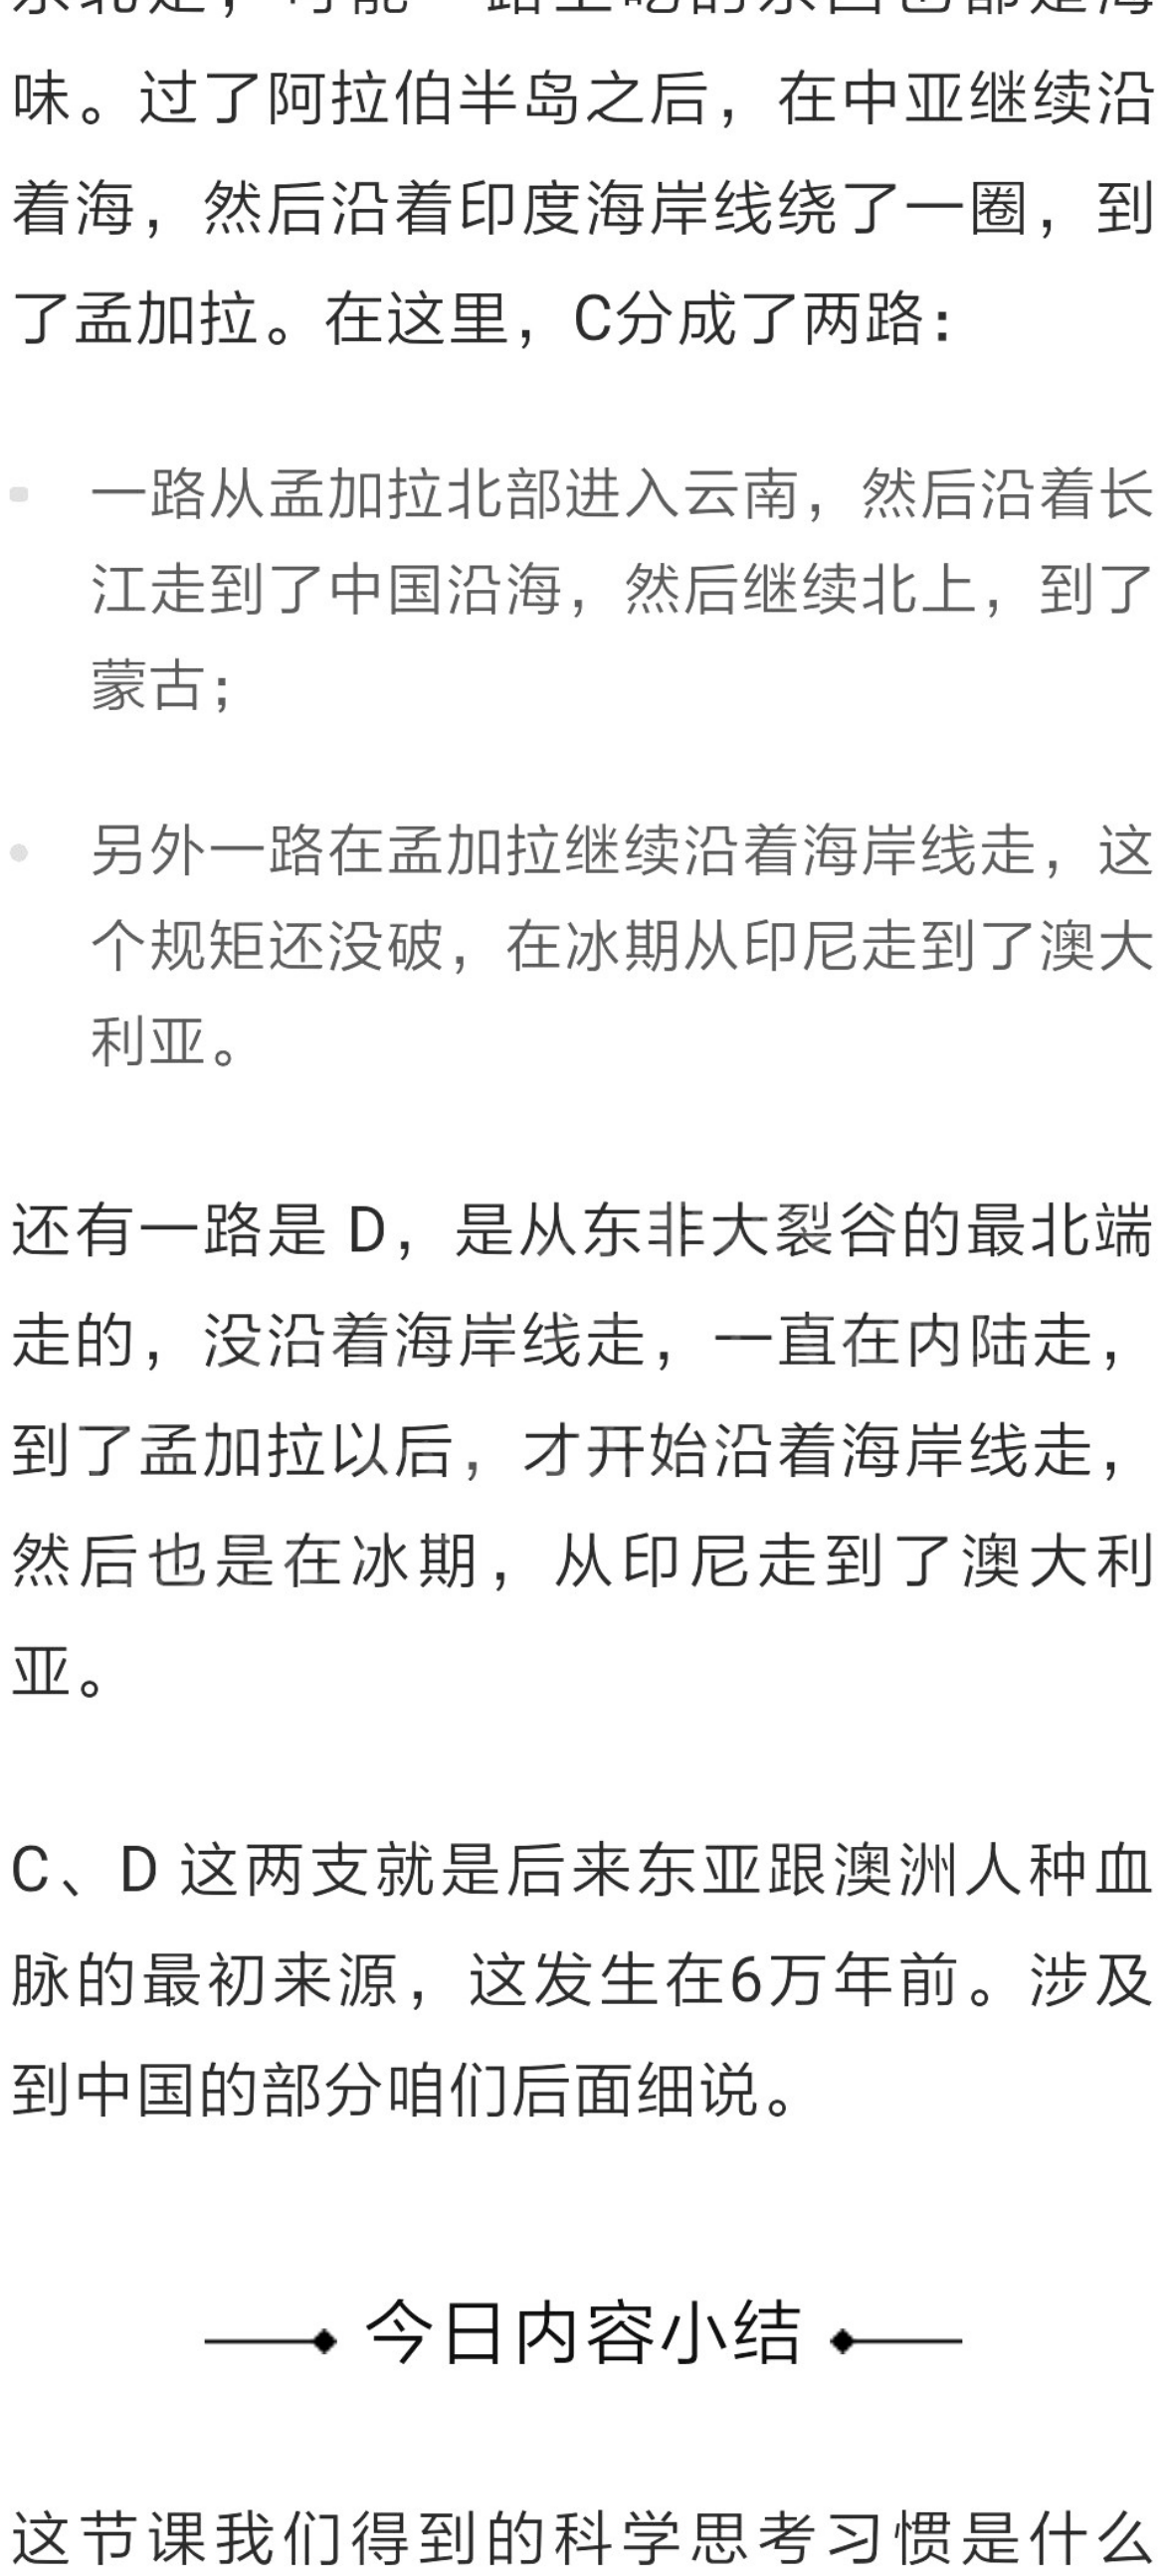 味。过了阿拉伯半岛之后，在中亚继续沿
着海，然后沿着印度海岸线绕了一圈，到
了孟加拉。在这里，C分成了两路：
一路从孟加拉北部进入云南，然后沿着长
江走到了中国沿海，然后继续北上，到了
蒙古；
另外一路在孟加拉继续沿着海岸线走，这
个规矩还没破，在冰期从印尼走到了澳大
利亚。
还有一路是 D，是从东非大裂谷的最北端
走的，没沿着海岸线走，一直在内陆走，
到了孟加拉以后，才开始沿着海岸线走，
然后也是在冰期，从印尼走到了澳大利
亚。
C、D 这两支就是后来东亚跟澳洲人种血
脉的最初来源，这发生在6万年前。涉及
到中国的部分咱们后面细说。
今日内容小结
这节课我们得到的科学思考习惯是什么